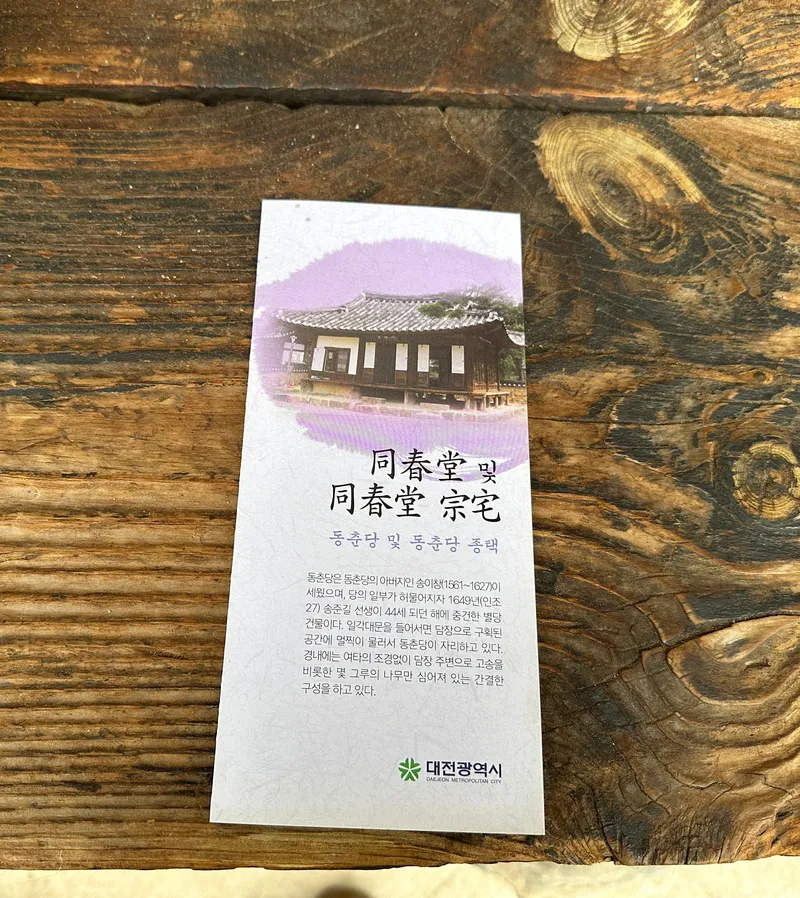 同春堂 및
同春堂 宗宅
동춘당 및 동춘당 종택
동춘당은 동춘당의 아버지인 송이창(1561~1627)이
세웠으며, 당의 일부가 허물어지자 1649년(인조
27) 송준길 선생이 44세 되던 해에 중건한 별당
건물이다. 일각대문을 들어서면 담장으로 구획된
공간에 멀찍이 물러서 동춘당이 자리하고 있다.
경내에는 여타의 조경없이 담장 주변으로 고송을
비롯한 몇 그루의 나무만 심어져 있는 간결한
구성을 하고 있다.
대전광역시
DAEJEON METROPOLITAN CITY